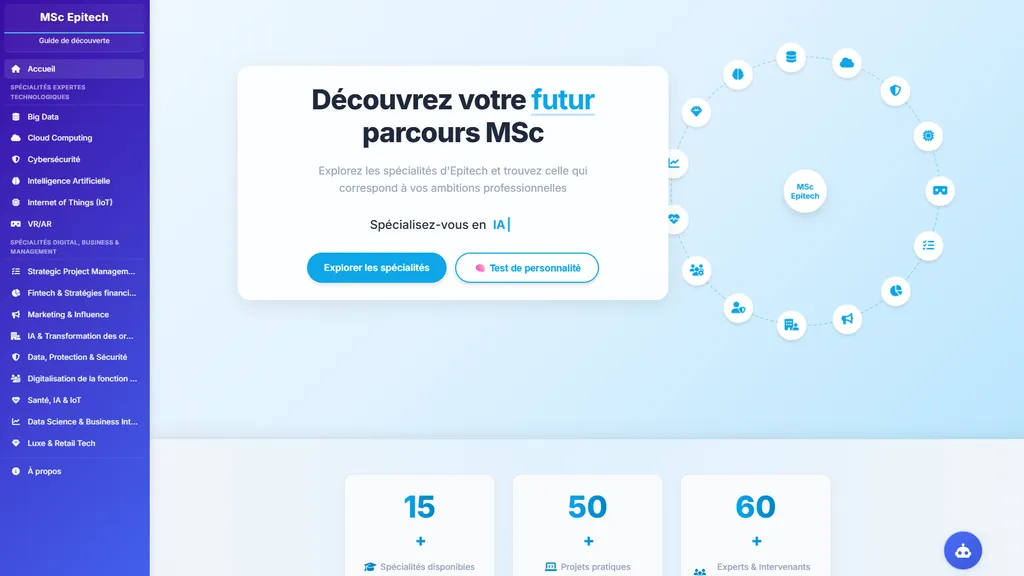 MSc Epitech
Guide de découverte
Accueil
SPÉCIALITÉS EXPERTES
TECHNOLOGIQUES
Big Data
Cloud Computing
Cybersécurité
Intelligence Artificielle
Internet of Things (IoT)
VR/AR
SPÉCIALITÉS DIGITAL, BUSINESS &
MANAGEMENT
Strategic Project Managem...
Fintech & Stratégies financi...
Marketing & Influence
IA & Transformation des or...
Data, Protection & Sécurité
Digitalisation de la fonction ...
Santé, IA & IoT
Data Science & Business Int...
Luxe & Retail Tech
À propos
Découvrez votre futur
parcours MSc
Explorez les spécialités d'Epitech et trouvez celle qui
correspond à vos ambitions professionnelles
Spécialisez-vous en IA|
Explorer les spécialités
Test de personnalité
MSc
Epitech
15
+
Spécialités disponibles
50
+
Projets pratiques
60
+
Experts & Intervenants